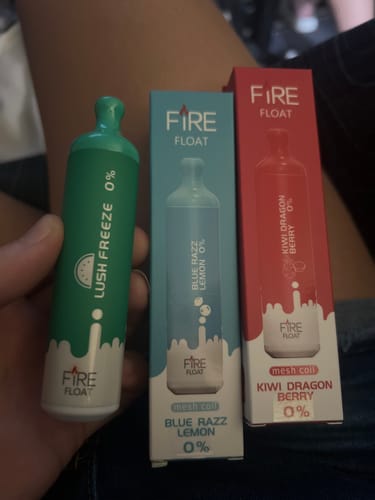 LUSH FREEZE 0%
FIRE
FLOAT
FIRE
FLOAT
BLUE RAZZ
LEMON 0%
FIRE
FLOAT
mesh coil
BLUE RAZZ
LEMON
0%
FIRE
FLOAT
KIWI DRAGON
BERRY 0%
FIRE
FLOAT
mesh coil
KIWI DRAGON
BERRY
0%